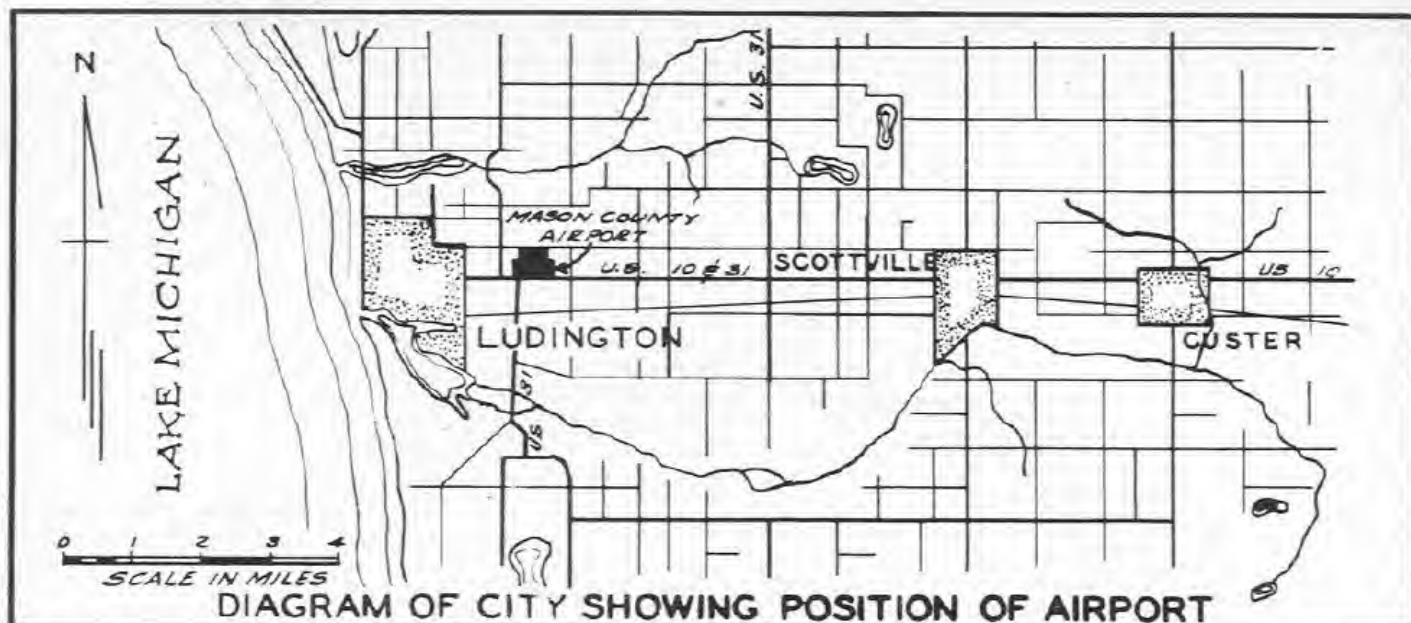 N
LAKE MICHIGAN
U.S. 31
MASON COUNTY
AIRPORT
U.S. 10 & 31
SCOTTVILLE
US 10
LUDINGTON
CUSTER
U.S. 31
0 1 2 3 4
SCALE IN MILES
DIAGRAM OF CITY SHOWING POSITION OF AIRPORT